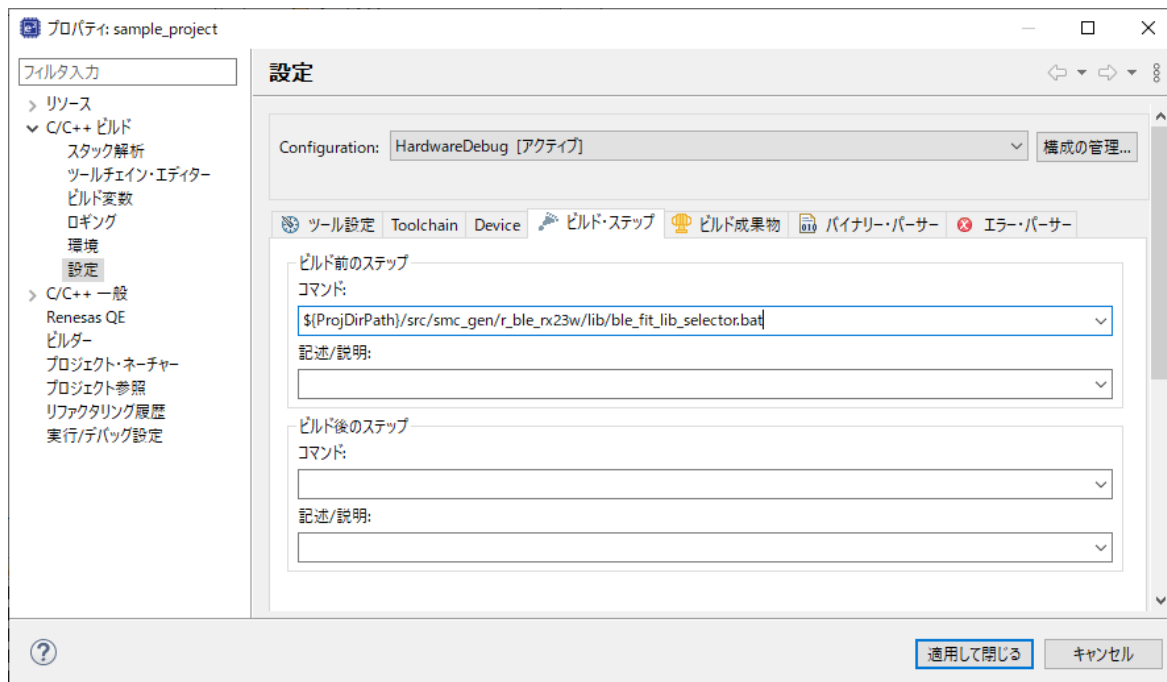 プロパティ: sample_project
フィルタ入力
リソース
C/C++ ビルド
スタック解析
ツールチェイン・エディター
ビルド変数
ロギング
環境
設定
C/C++ 一般
Renesas QE
ビルダー
プロジェクト・ネーチャー
プロジェクト参照
リファクタリング履歴
実行/デバッグ設定
設定
Configuration: HardwareDebug [アクティブ] 構成の管理...
ツール設定 Toolchain Device ビルド・ステップ ビルド成果物 バイナリー・パーサー エラー・パーサー
ビルド前のステップ
コマンド:
${ProjDirPath}/src/smc_gen/r_ble_rx23w/lib/ble_fit_lib_selector.bat
記述/説明:
ビルド後のステップ
コマンド:
記述/説明:
適用して閉じる キャンセル